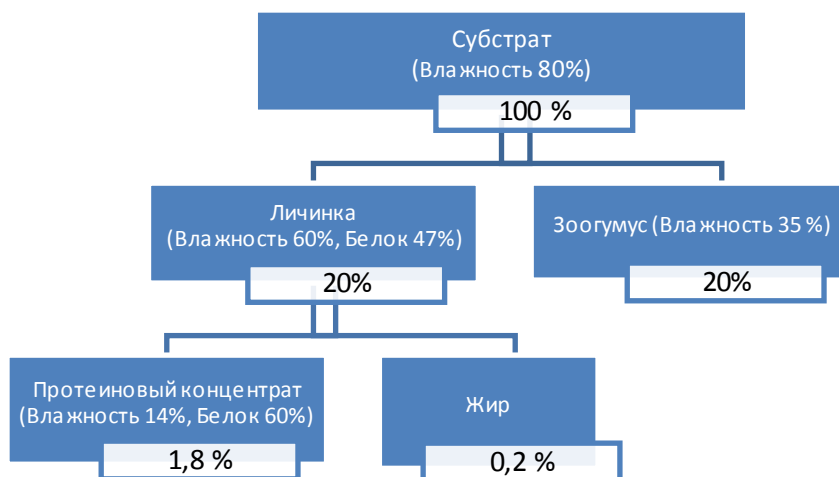 Субстрат
(Влажность 80%)
100 %
Личинка
(Влажность 60%, Белок 47%)
20%
Зоогумус (Влажность 35 %)
20%
Протеиновый концентрат
(Влажность 14%, Белок 60%)
1,8 %
Жир
0,2 %